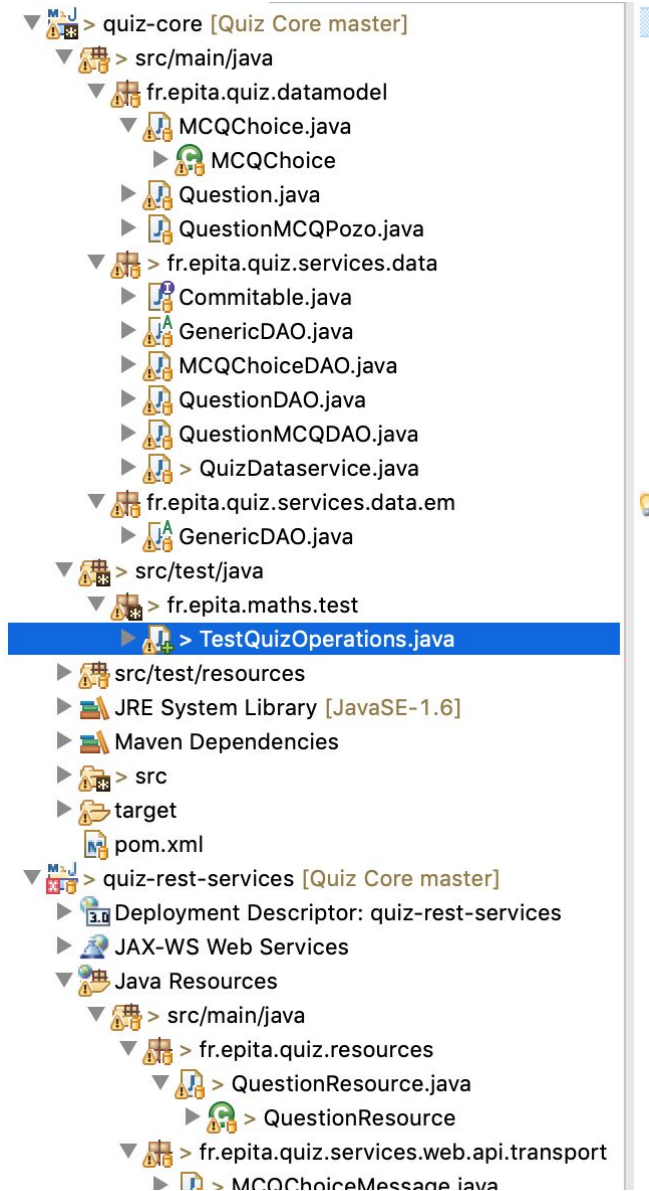 > quiz-core [Quiz Core master]
> src/main/java
fr.epita.quiz.datamodel
MCQChoice.java
MCQChoice
Question.java
QuestionMCQPozo.java
> fr.epita.quiz.services.data
Commitable.java
GenericDAO.java
MCQChoiceDAO.java
QuestionDAO.java
QuestionMCQDAO.java
> QuizDataservice.java
fr.epita.quiz.services.data.em
GenericDAO.java
> src/test/java
> fr.epita.maths.test
> TestQuizOperations.java
src/test/resources
JRE System Library [JavaSE-1.6]
Maven Dependencies
> src
target
pom.xml
> quiz-rest-services [Quiz Core master]
Deployment Descriptor: quiz-rest-services
JAX-WS Web Services
Java Resources
> src/main/java
> fr.epita.quiz.resources
> QuestionResource.java
> QuestionResource
> fr.epita.quiz.services.web.api.transport
> MCQChoiceMessage.java